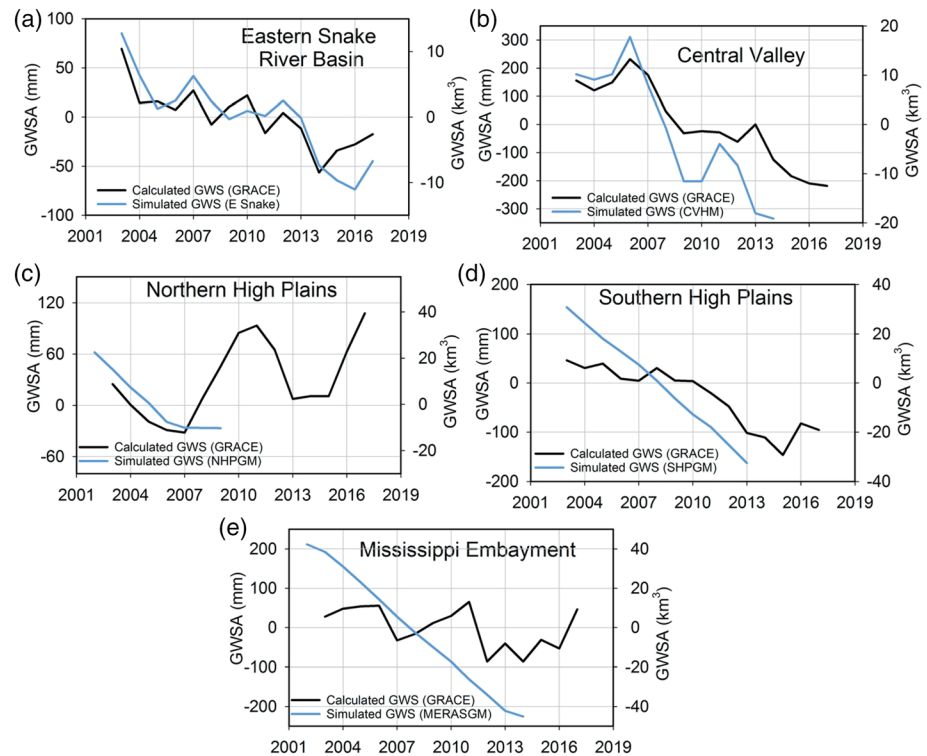 (a)
Eastern Snake
River Basin
GWSA (mm)
100
50
0
-50
-100
10
0
-10
GWSA (km³)
Calculated GWS (GRACE)
Simulated GWS (E Snake)
2001 2004 2007 2010 2013 2016 2019
(b)
Central Valley
GWSA (mm)
300
200
100
0
-100
-200
-300
20
10
0
-10
-20
GWSA (km³)
Calculated GWS (GRACE)
Simulated GWS (CVHM)
2001 2004 2007 2010 2013 2016 2019
(c)
Northern High Plains
GWSA (mm)
120
60
0
-60
40
20
0
-20
GWSA (km³)
Calculated GWS (GRACE)
Simulated GWS (NHPGM)
2001 2004 2007 2010 2013 2016 2019
(d)
Southern High Plains
GWSA (mm)
200
100
0
-100
-200
40
20
0
-20
-40
GWSA (km³)
Calculated GWS (GRACE)
Simulated GWS (SHPGM)
2001 2004 2007 2010 2013 2016 2019
(e)
Mississippi Embayment
GWSA (mm)
200
100
0
-100
-200
40
20
0
-20
-40
GWSA (km³)
Calculated GWS (GRACE)
Simulated GWS (MERASGM)
2001 2004 2007 2010 2013 2016 2019